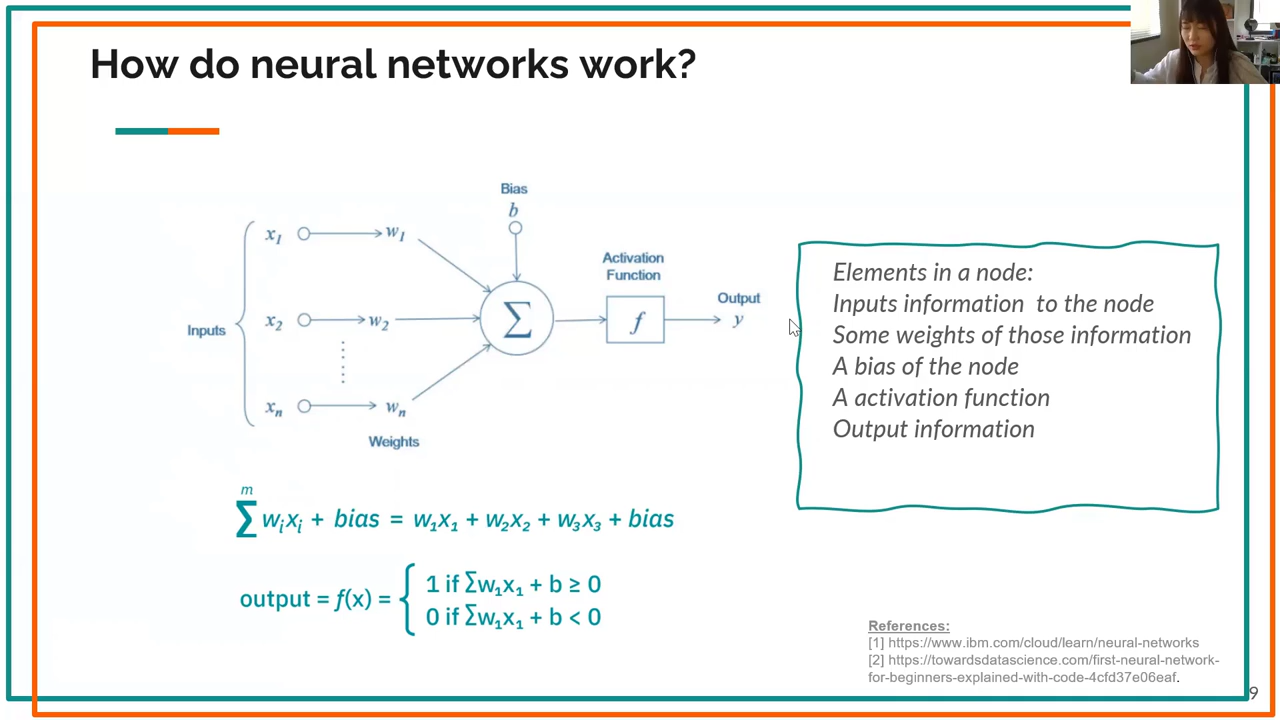 How do neural networks work?
Bias
b
x1 w1
Activation
Function
Elements in a node:
Inputs information to the node
Some weights of those information
A bias of the node
A activation function
Output information
Inputs
x2 w2
∑
f
Output
y
xn wn
Weights
m
∑ wixi + bias = w1x1 + w2x2 + w3x3 + bias
output = f(x) =
1 if ∑w1x1 + b ≥ 0
0 if ∑w1x1 + b < 0
References:
[1] https://www.ibm.com/cloud/learn/neural-networks
[2] https://towardsdatascience.com/first-neural-network-
for-beginners-explained-with-code-4cfd37e06eaf.
9